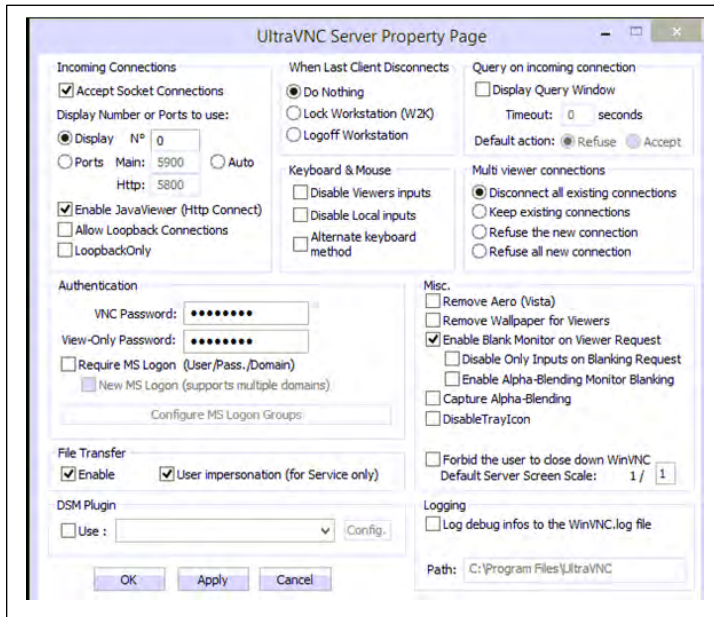 UltraVNC Server Property Page
Incoming Connections
Accept Socket Connections
Display Number or Ports to use:
Display N° 0
Ports Main: 5900 Auto
Http: 5800
Enable JavaViewer (Http Connect)
Allow Loopback Connections
LoopbackOnly
When Last Client Disconnects
Do Nothing
Lock Workstation (W2K)
Logoff Workstation
Keyboard & Mouse
Disable Viewers inputs
Disable Local inputs
Alternate keyboard
method
Query on incoming connection
Display Query Window
Timeout: 0 seconds
Default action: Refuse Accept
Multi viewer connections
Disconnect all existing connections
Keep existing connections
Refuse the new connection
Refuse all new connection
Authentication
VNC Password: ••••••••
View-Only Password: ••••••••
Require MS Logon (User/Pass./Domain)
New MS Logon (supports multiple domains)
Configure MS Logon Groups
Misc.
Remove Aero (Vista)
Remove Wallpaper for Viewers
Enable Blank Monitor on Viewer Request
Disable Only Inputs on Blanking Request
Enable Alpha-Blending Monitor Blanking
Capture Alpha-Blending
DisableTrayIcon
Forbid the user to close down WinVNC
Default Server Screen Scale: 1 / 1
File Transfer
Enable User impersonation (for Service only)
DSM Plugin
Use : Config.
Logging
Log debug infos to the WinVNC.log file
Path: C:\Program Files\UltraVNC
OK Apply Cancel